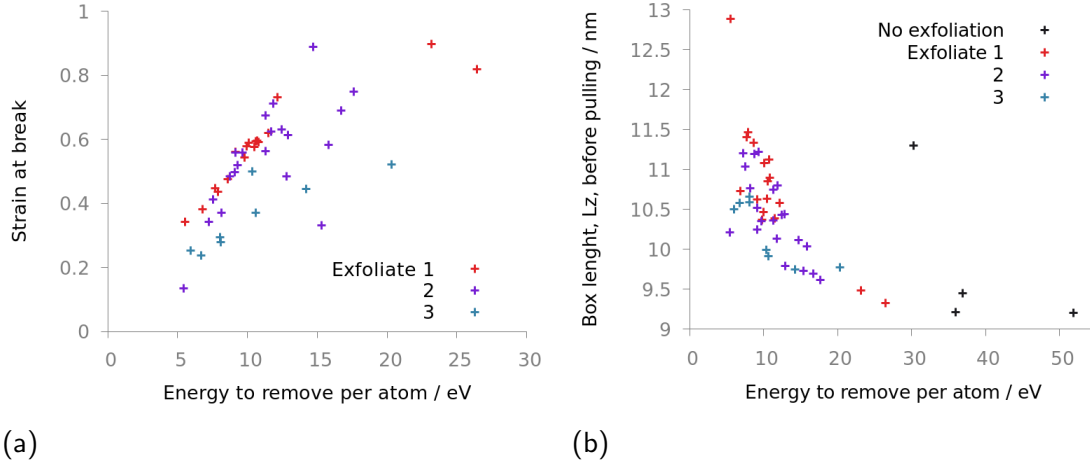 1
0.8
0.6
0.4
0.2
0
0 5 10 15 20 25 30
Strain at break
Energy to remove per atom / eV
Exfoliate 1
2
3
(a)
13
12.5
12
11.5
11
10.5
10
9.5
9
0 10 20 30 40 50
Box lenght, Lz, before pulling / nm
Energy to remove per atom / eV
No exfoliation
Exfoliate 1
2
3
(b)